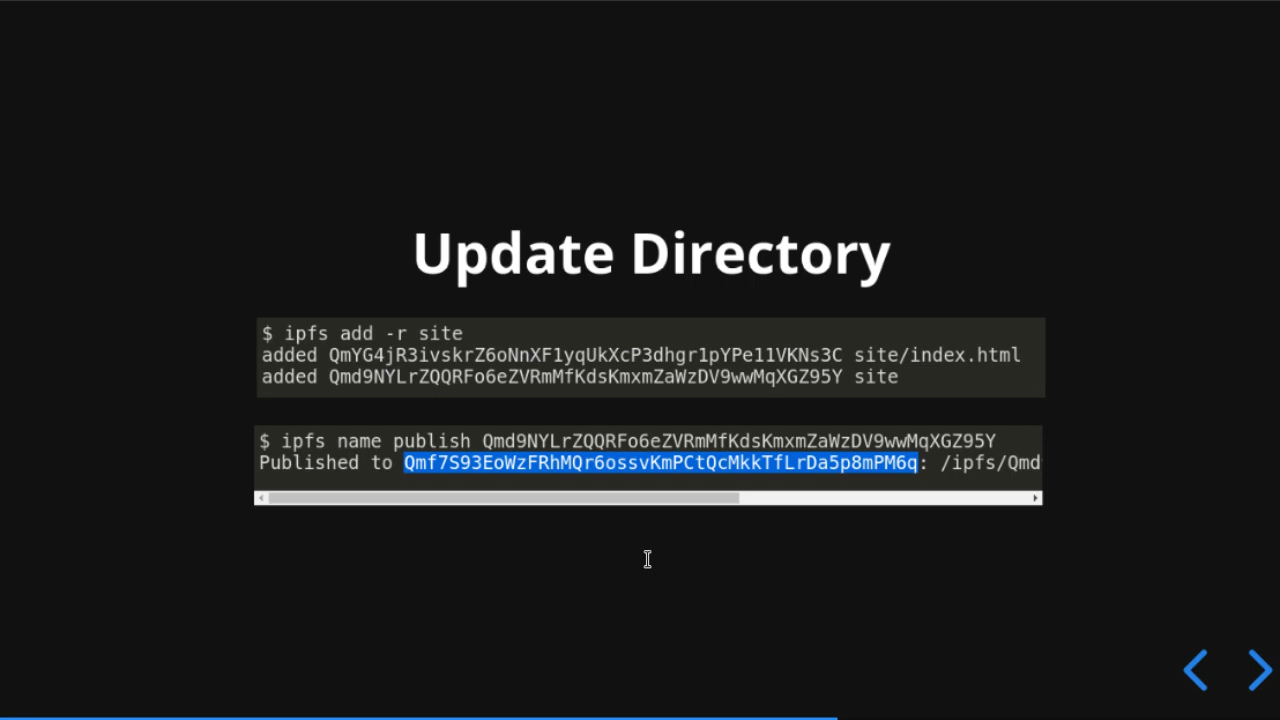 Update Directory
$ ipfs add -r site
added QmYG4jR3ivskrZ6oNnXF1yqUkXcP3dhgr1pYPe11VKNs3C site/index.html
added Qmd9NYLrZQQRFo6eZVRmMfKdsKmxmZaWzDV9wwMqXGZ95Y site
$ ipfs name publish Qmd9NYLrZQQRFo6eZVRmMfKdsKmxmZaWzDV9wwMqXGZ95Y
Published to Qmf7S93EoWzFRhMQr6ossvKmPCtQcMkkTfLrDa5p8mPM6q: /ipfs/Qmd